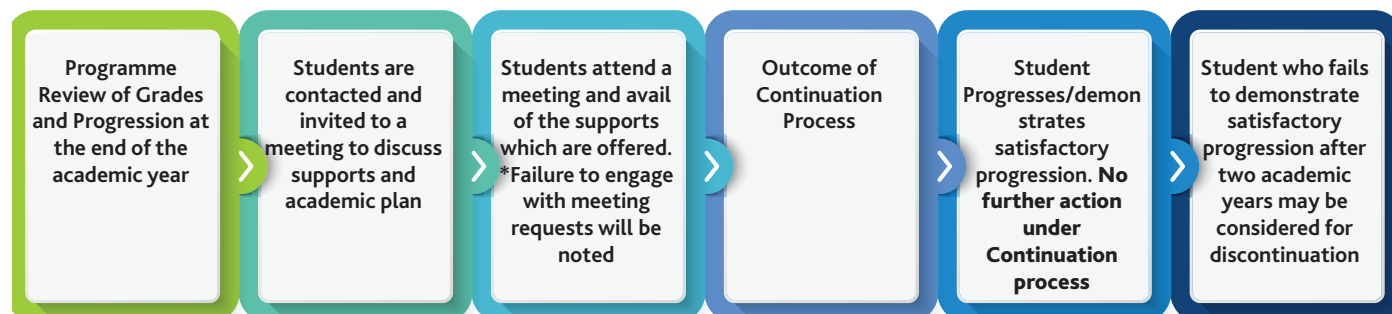 Programme
Review of Grades
and Progression at
the end of the
academic year
Students are
contacted and
invited to a
meeting to discuss
supports and
academic plan
Students attend a
meeting and avail
of the supports
which are offered.
*Failure to engage
with meeting
requests will be
noted
Outcome of
Continuation
Process
Student
Progresses/demon
strates
satisfactory
progression. No
further action
under
Continuation
process
Student who fails
to demonstrate
satisfactory
progression after
two academic
years may be
considered for
discontinuation